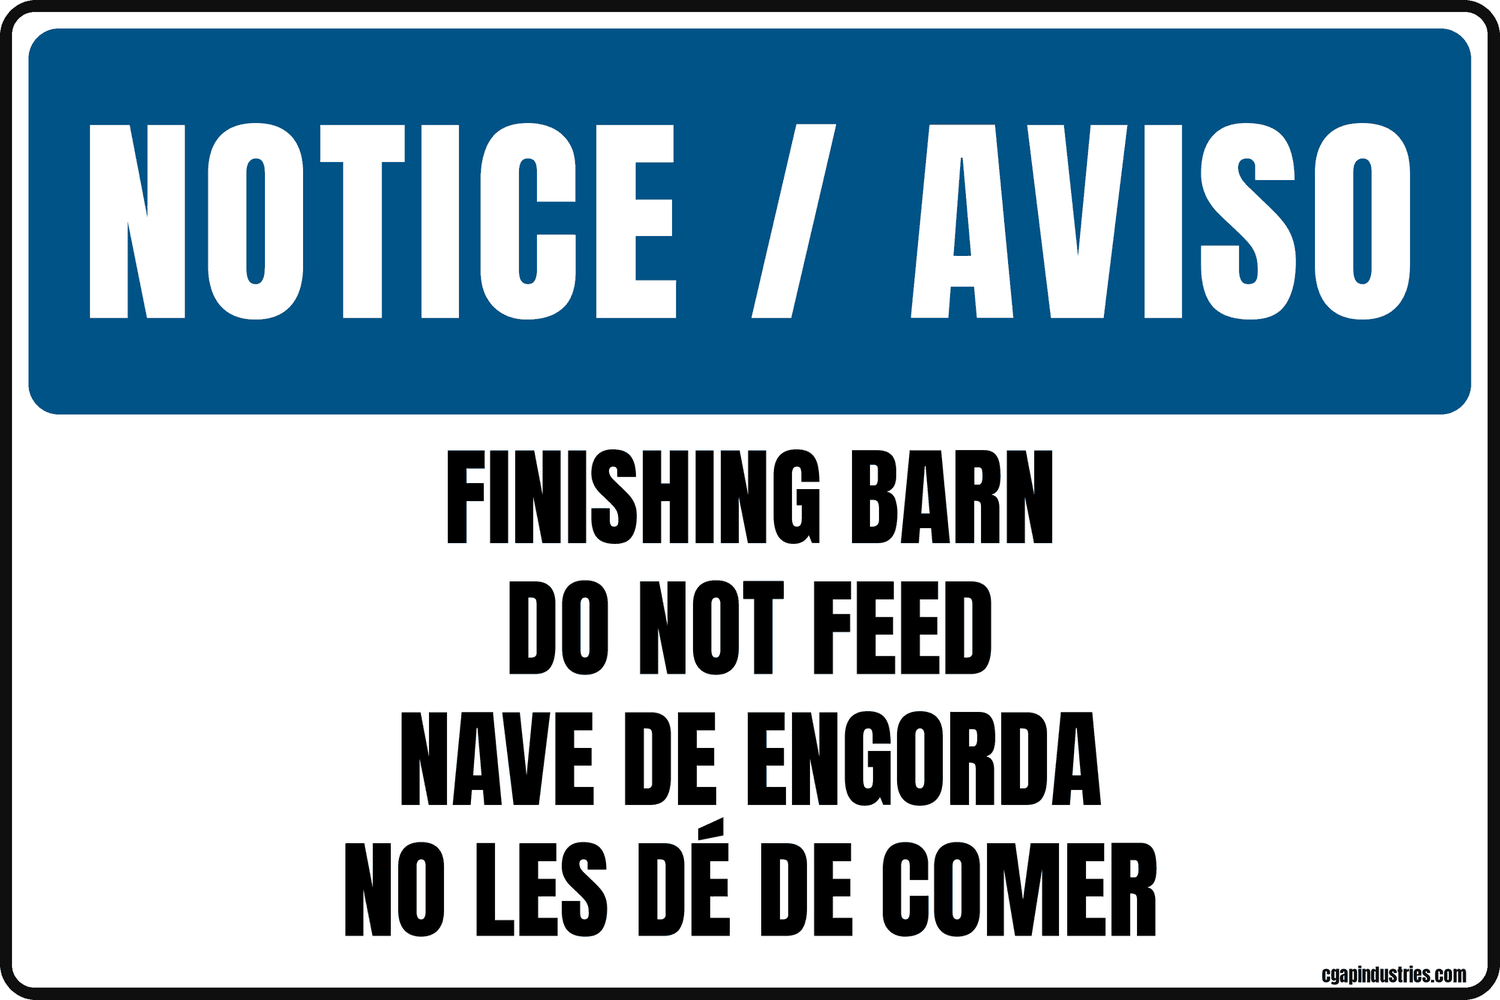 NOTICE / AVISO
FINISHING BARN
DO NOT FEED
NAVE DE ENGORDA
NO LES DÉ DE COMER
cgapindustries.com